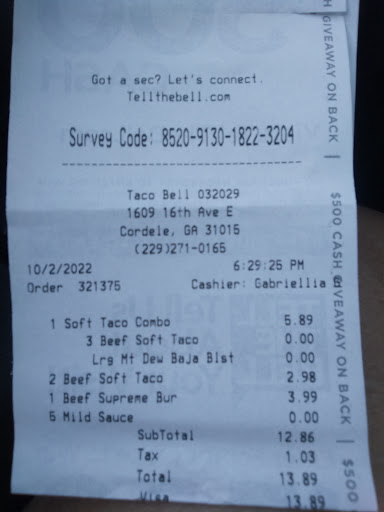 Got a sec? Let's connect.
Tellthebell.com
Survey Code: 8520-9130-1822-3204
Taco Bell 032029
1609 16th Ave E
Cordele, GA 31015
(229)271-0165
10/2/2022 6:29:25 PM
Order 321375 Cashier: Gabriellia G
1 Soft Taco Combo 5.89
3 Beef Soft Taco 0.00
Lrg Mt Dew Baja Blst 0.00
2 Beef Soft Taco 2.98
1 Beef Supreme Bur 3.99
5 Mild Sauce 0.00
SubTotal 12.86
Tax 1.03
Total 13.89
Visa 13.89
H GIVEAWAY ON BACK |
$500 CASH GIVEAWAY ON BACK | $500